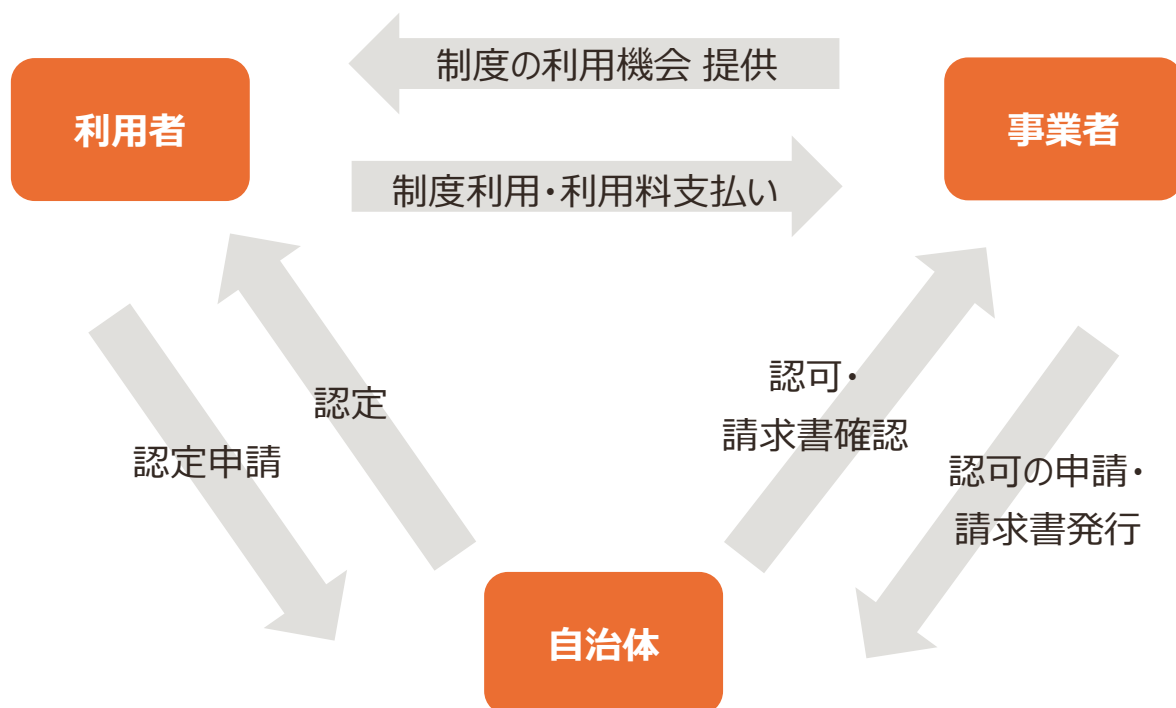 制度の利用機会 提供
利用者
事業者
制度利用・利用料支払い
認定
認定申請
認可・
請求書確認
認可の申請・
請求書発行
自治体